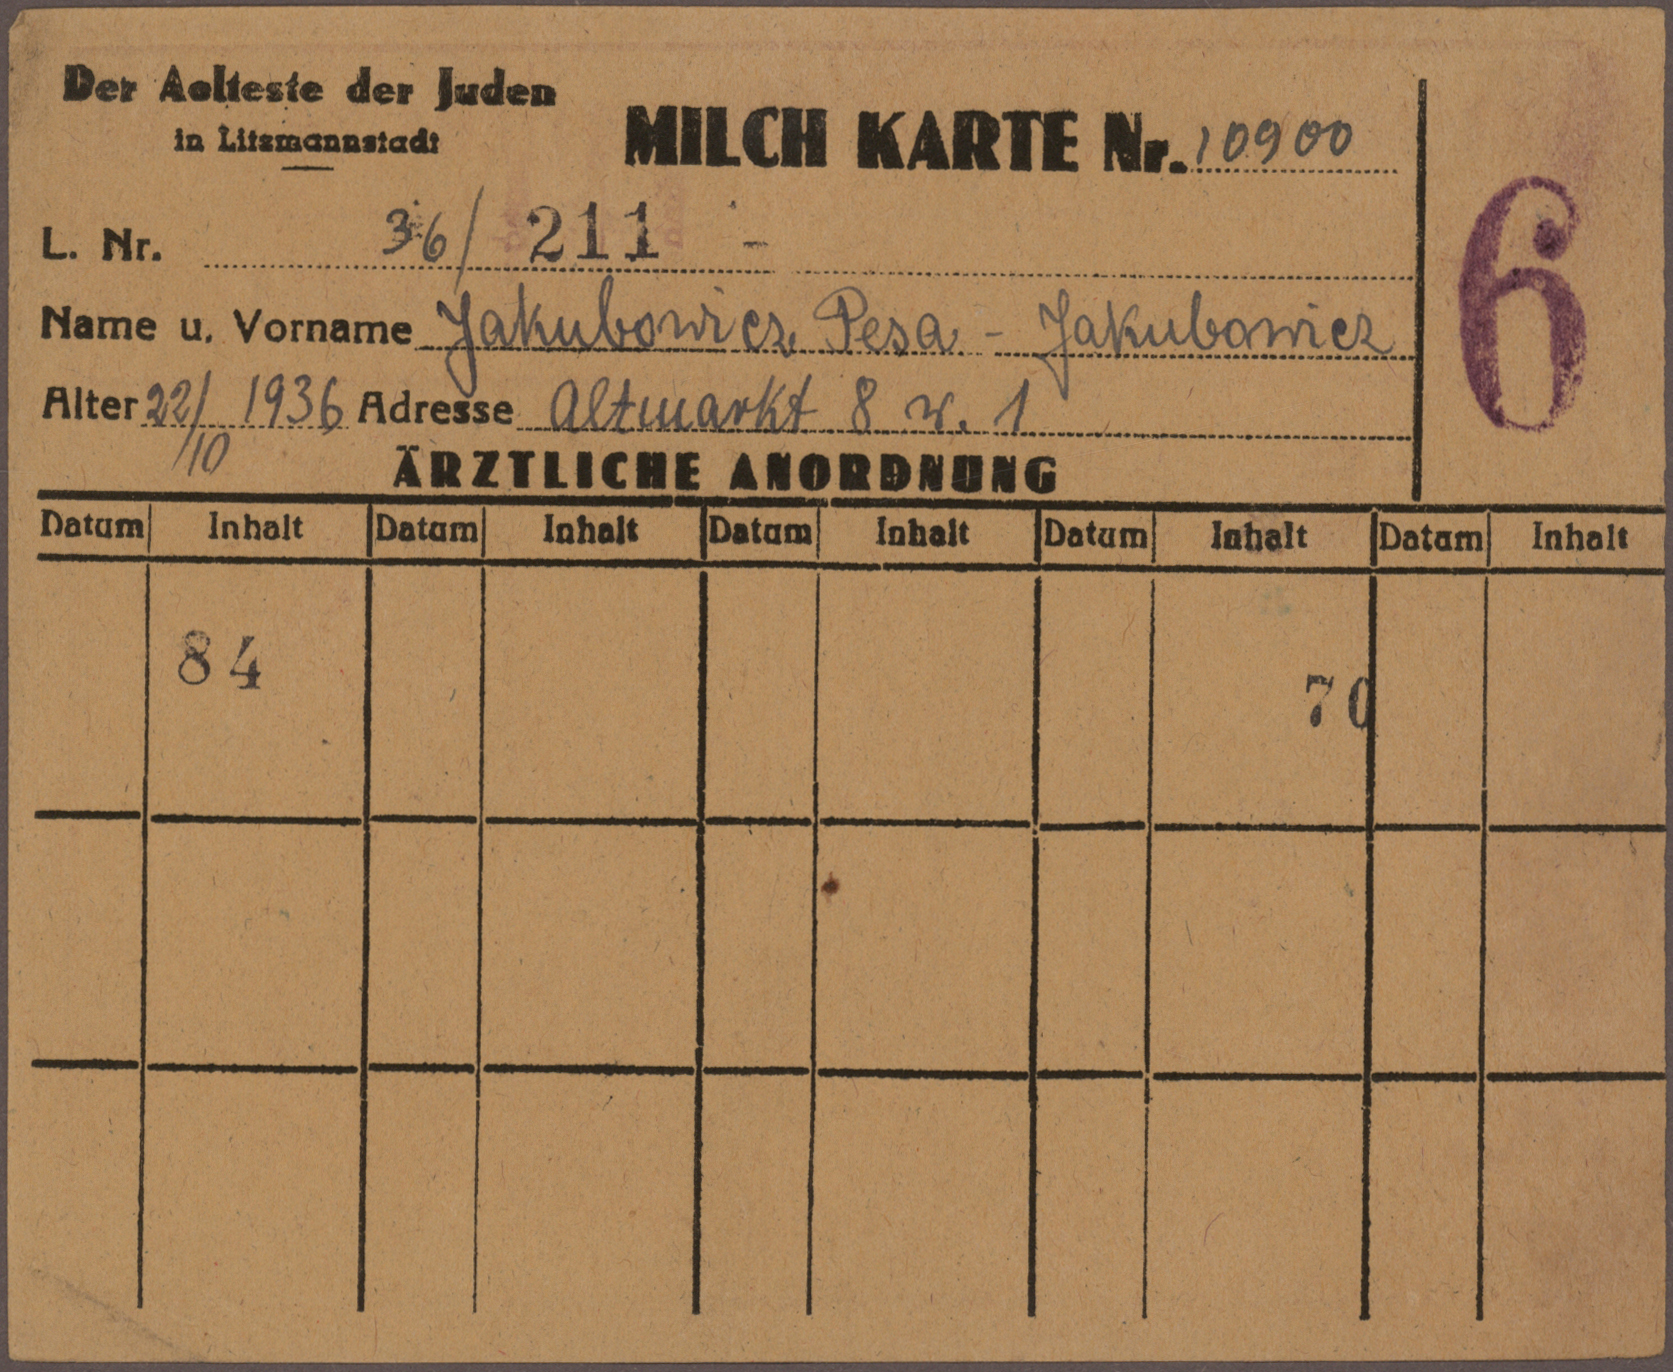 Der Aelteste der Juden
in Litzmannstadt
MILCH KARTE Nr. 10900
6
L. Nr. 36/ 211 -
Name u. Vorname Jakubowicz Pesa - Jakubowicz
Alter 22/10 1936 Adresse Altmarkt 8 w. 1
ÄRZTLICHE ANORDNUNG
Datum Inhalt Datum Inhalt Datum Inhalt Datum Inhalt Datum Inhalt
84
70